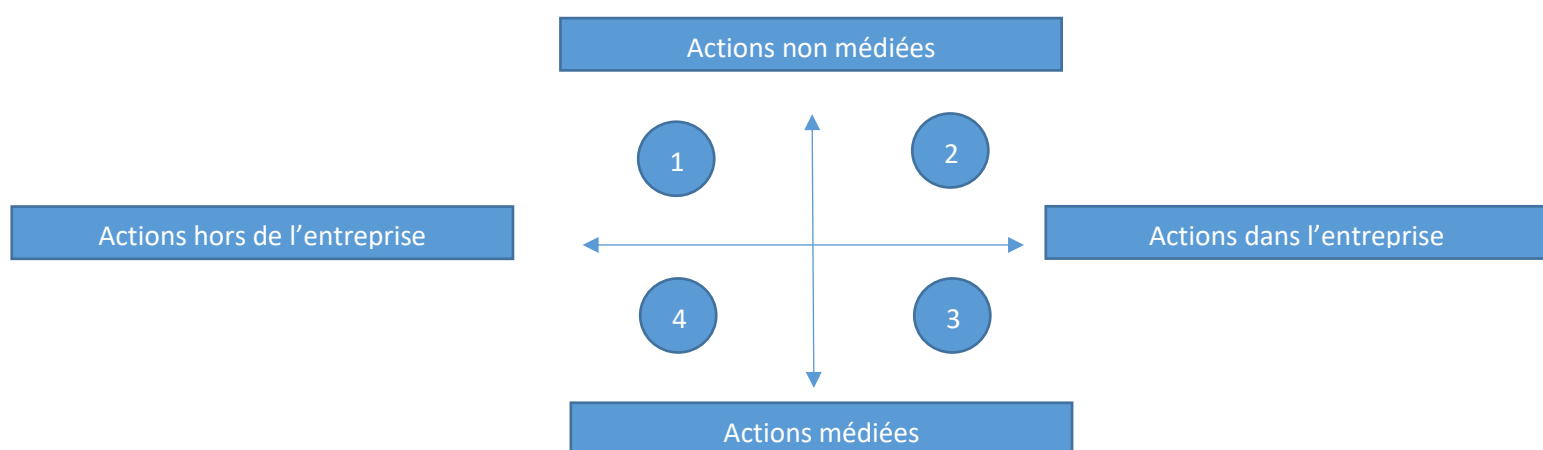 Actions non médiées
1
2
Actions hors de l’entreprise
Actions dans l’entreprise
4
3
Actions médiées